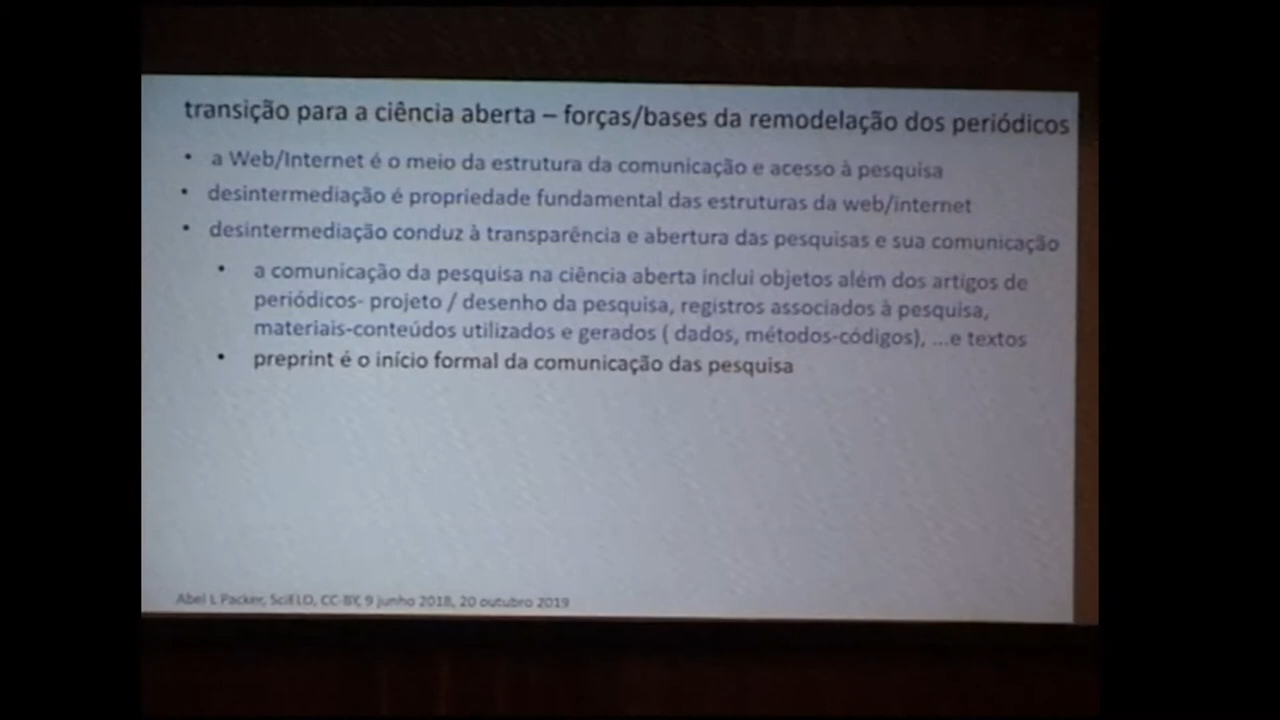 transição para a ciência aberta – forças/bases da remodelação dos periódicos
• a Web/Internet é o meio da estrutura da comunicação e acesso à pesquisa
• desintermediação é propriedade fundamental das estruturas da web/internet
• desintermediação conduz à transparência e abertura das pesquisas e sua comunicação
• a comunicação da pesquisa na ciência aberta inclui objetos além dos artigos de
periódicos- projeto / desenho da pesquisa, registros associados à pesquisa,
materiais-conteúdos utilizados e gerados ( dados, métodos-códigos), ...e textos
• preprint é o início formal da comunicação das pesquisa
Abel L Packer, SciELO, CC-BY, 9 junho 2018, 20 outubro 2019